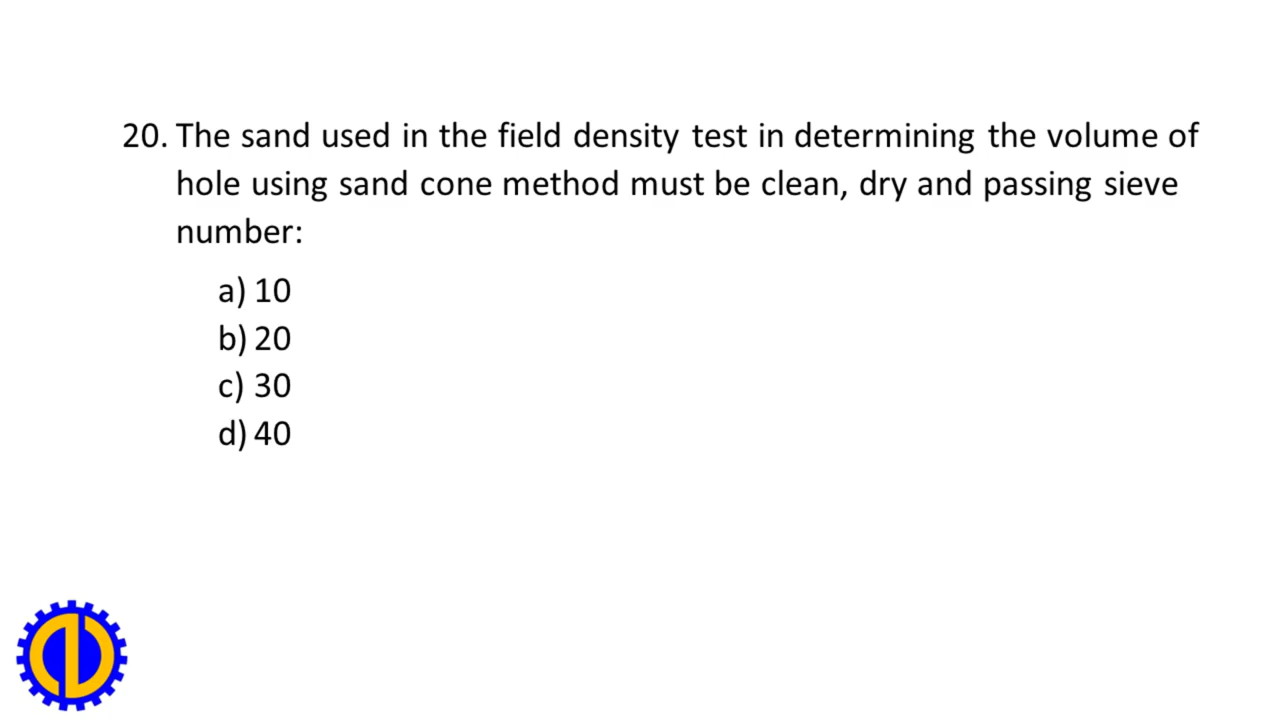 20. The sand used in the field density test in determining the volume of
hole using sand cone method must be clean, dry and passing sieve
number:
a) 10
b) 20
c) 30
d) 40